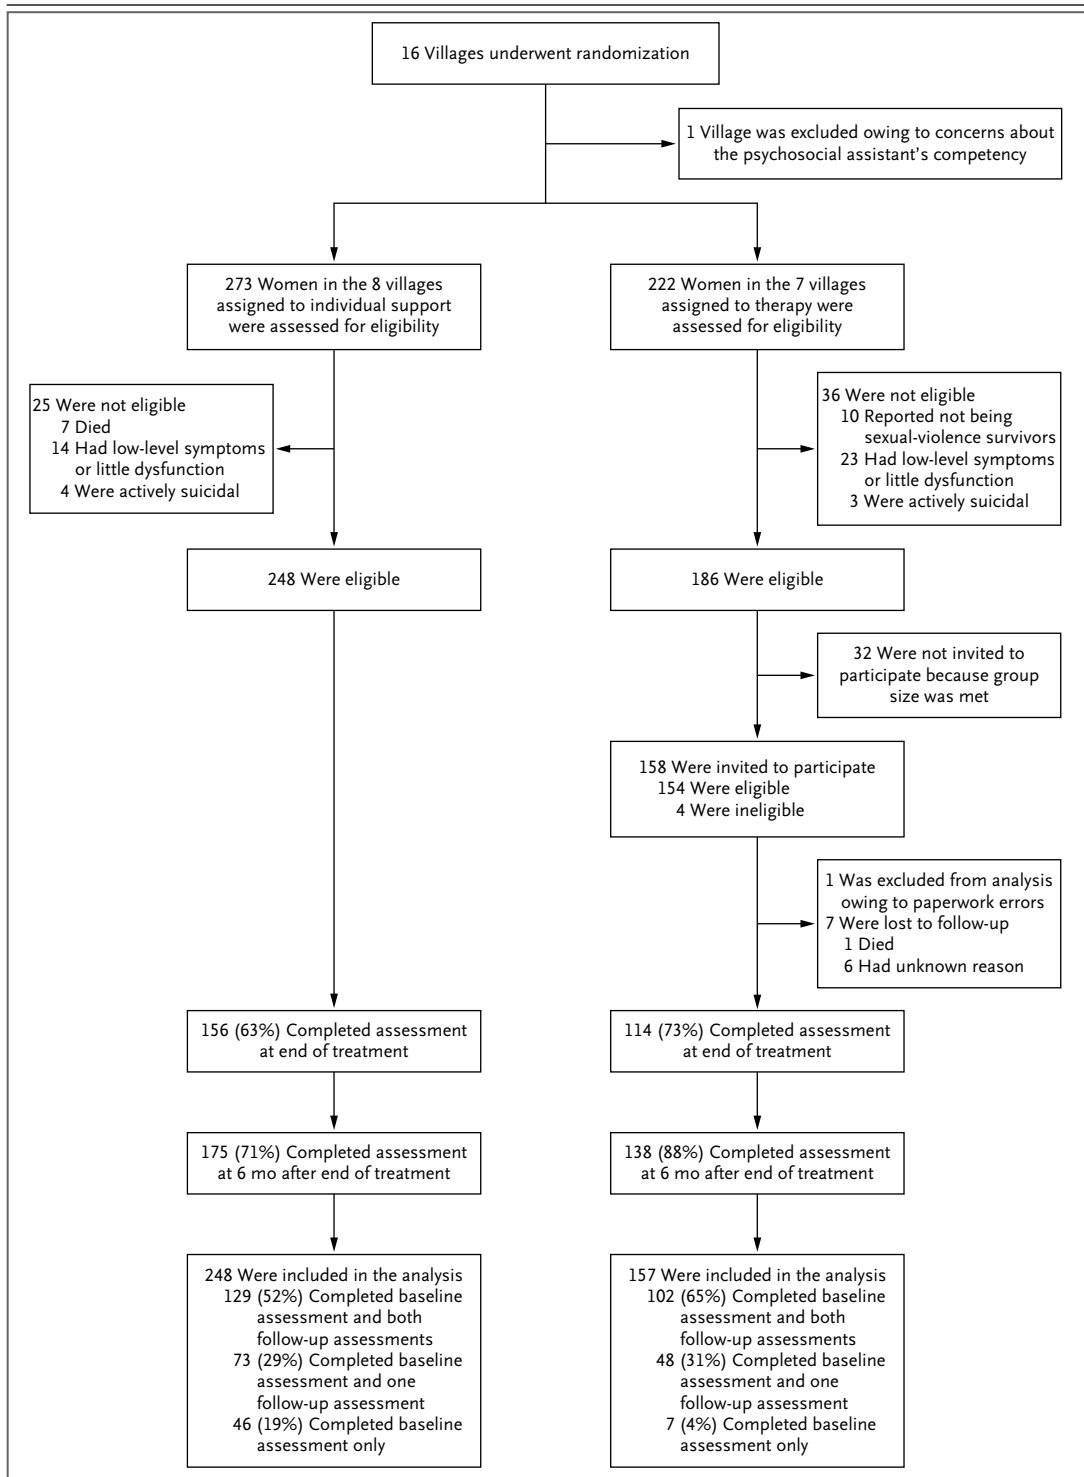 16 Villages underwent randomization
1 Village was excluded owing to concerns about
the psychosocial assistant’s competency
273 Women in the 8 villages
assigned to individual support
were assessed for eligibility
222 Women in the 7 villages
assigned to therapy were
assessed for eligibility
25 Were not eligible
7 Died
14 Had low-level symptoms
or little dysfunction
4 Were actively suicidal
36 Were not eligible
10 Reported not being
sexual-violence survivors
23 Had low-level symptoms
or little dysfunction
3 Were actively suicidal
248 Were eligible
186 Were eligible
32 Were not invited to
participate because group
size was met
158 Were invited to participate
154 Were eligible
4 Were ineligible
1 Was excluded from analysis
owing to paperwork errors
7 Were lost to follow-up
1 Died
6 Had unknown reason
156 (63%) Completed assessment
at end of treatment
114 (73%) Completed assessment
at end of treatment
175 (71%) Completed assessment
at 6 mo after end of treatment
138 (88%) Completed assessment
at 6 mo after end of treatment
248 Were included in the analysis
129 (52%) Completed baseline
assessment and both
follow-up assessments
73 (29%) Completed baseline
assessment and one
follow-up assessment
46 (19%) Completed baseline
assessment only
157 Were included in the analysis
102 (65%) Completed baseline
assessment and both
follow-up assessments
48 (31%) Completed baseline
assessment and one
follow-up assessment
7 (4%) Completed baseline
assessment only